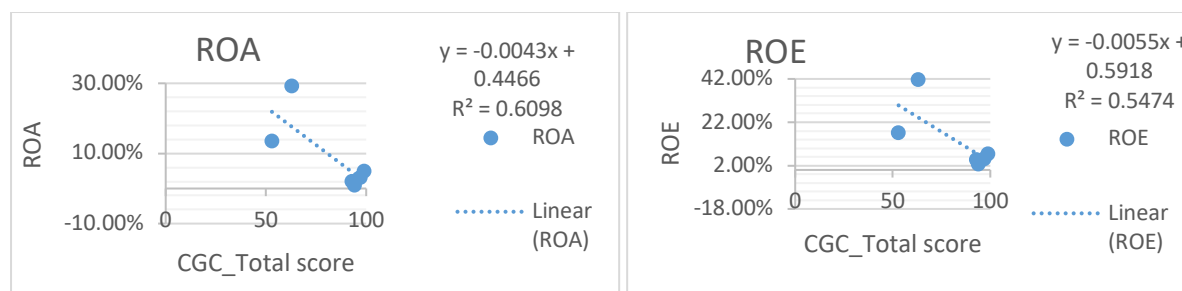 ROA
y = -0.0043x +
0.4466
R² = 0.6098
30.00%
10.00%
-10.00%
0
50
100
ROA
CGC_Total score
ROA
Linear
(ROA)
ROE
y = -0.0055x +
0.5918
R² = 0.5474
42.00%
22.00%
2.00%
-18.00%
0
50
100
ROE
CGC_Total score
ROE
Linear
(ROE)